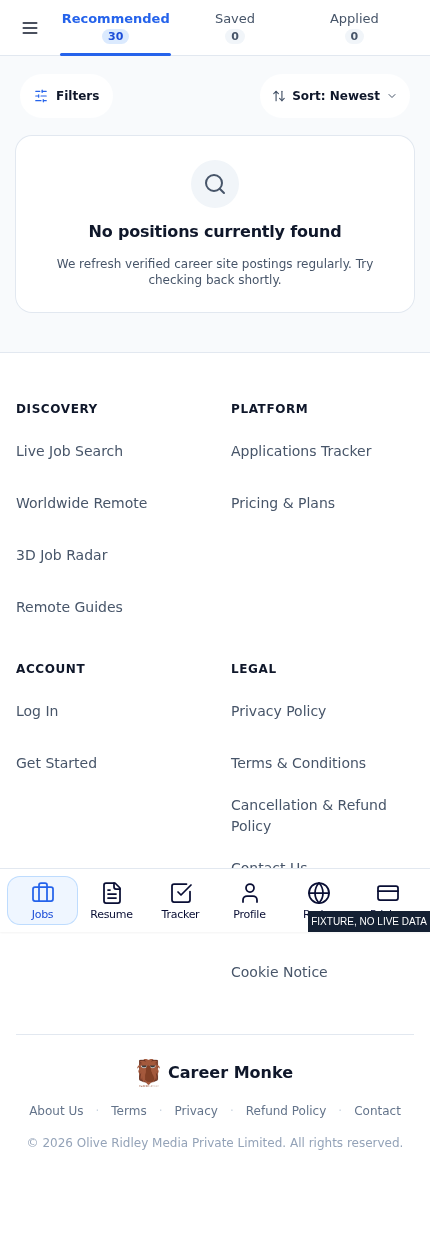 Recommended
30
Saved
0
Applied
0
Filters
Sort: Newest
No positions currently found
We refresh verified career site postings regularly. Try
checking back shortly.
DISCOVERY
PLATFORM
Live Job Search
Applications Tracker
Worldwide Remote
Pricing & Plans
3D Job Radar
Remote Guides
ACCOUNT
LEGAL
Log In
Privacy Policy
Get Started
Terms & Conditions
Cancellation & Refund
Policy
Contact Us
Jobs
Resume
Tracker
Profile
FIXTURE, NO LIVE DATA
Cookie Notice
Career Monke
About Us · Terms · Privacy · Refund Policy · Contact
© 2026 Olive Ridley Media Private Limited. All rights reserved.